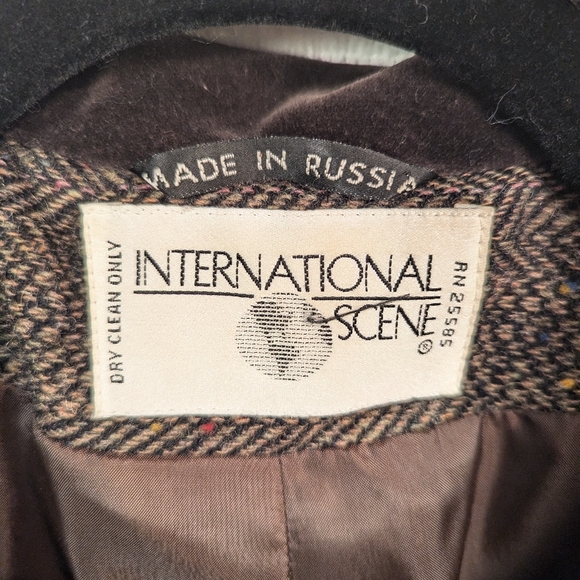 MADE IN RUSSIA
DRY CLEAN ONLY
INTERNATIONAL
SCENE ®
RN 25585